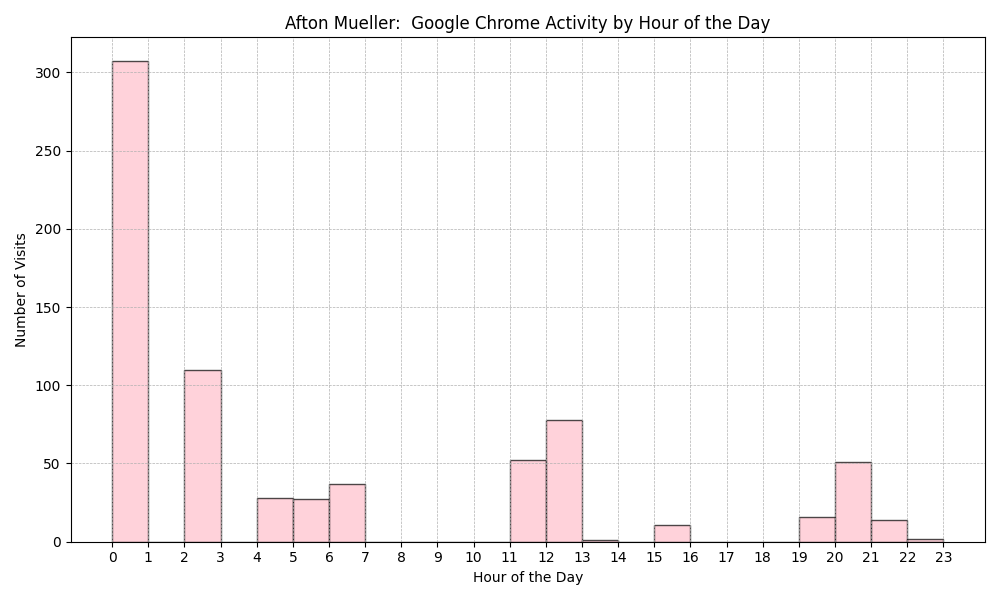 Afton Mueller:  Google Chrome Activity by Hour of the Day
300
250
200
150
100
50
0
Number of Visits
0 1 2 3 4 5 6 7 8 9 10 11 12 13 14 15 16 17 18 19 20 21 22 23
Hour of the Day